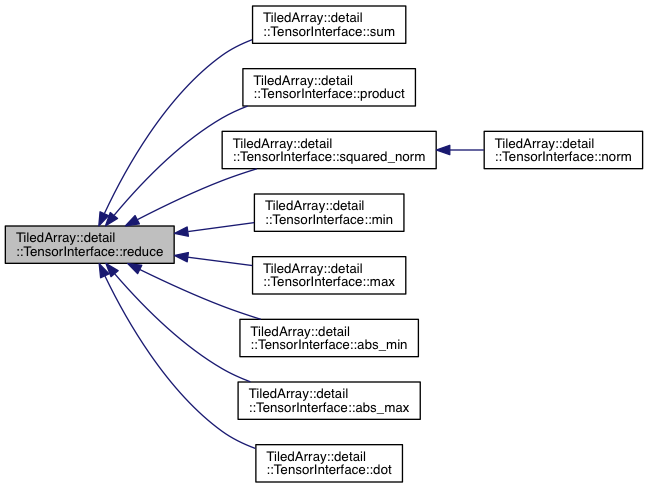 TiledArray::detail
::TensorInterface::sum
TiledArray::detail
::TensorInterface::product
TiledArray::detail
::TensorInterface::squared_norm
TiledArray::detail
::TensorInterface::norm
TiledArray::detail
::TensorInterface::min
TiledArray::detail
::TensorInterface::reduce
TiledArray::detail
::TensorInterface::max
TiledArray::detail
::TensorInterface::abs_min
TiledArray::detail
::TensorInterface::abs_max
TiledArray::detail
::TensorInterface::dot